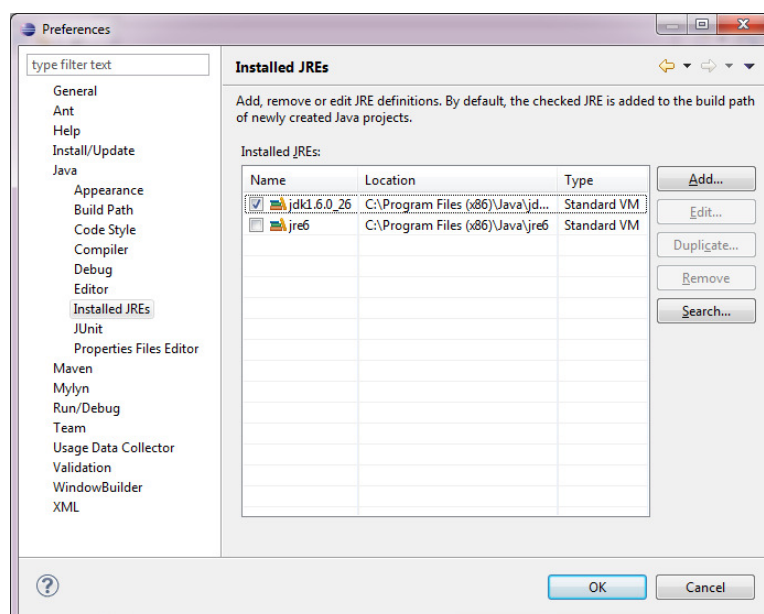 Preferences
type filter text
General
Ant
Help
Install/Update
Java
Appearance
Build Path
Code Style
Compiler
Debug
Editor
Installed JREs
JUnit
Properties Files Editor
Maven
Mylyn
Run/Debug
Team
Usage Data Collector
Validation
WindowBuilder
XML
Installed JREs
Add, remove or edit JRE definitions. By default, the checked JRE is added to the build path
of newly created Java projects.
Installed JREs:
Name Location Type
jdk1.6.0_26 C:\Program Files (x86)\Java\jd... Standard VM
jre6 C:\Program Files (x86)\Java\jre6 Standard VM
Add...
Edit...
Duplicate...
Remove
Search...
OK Cancel